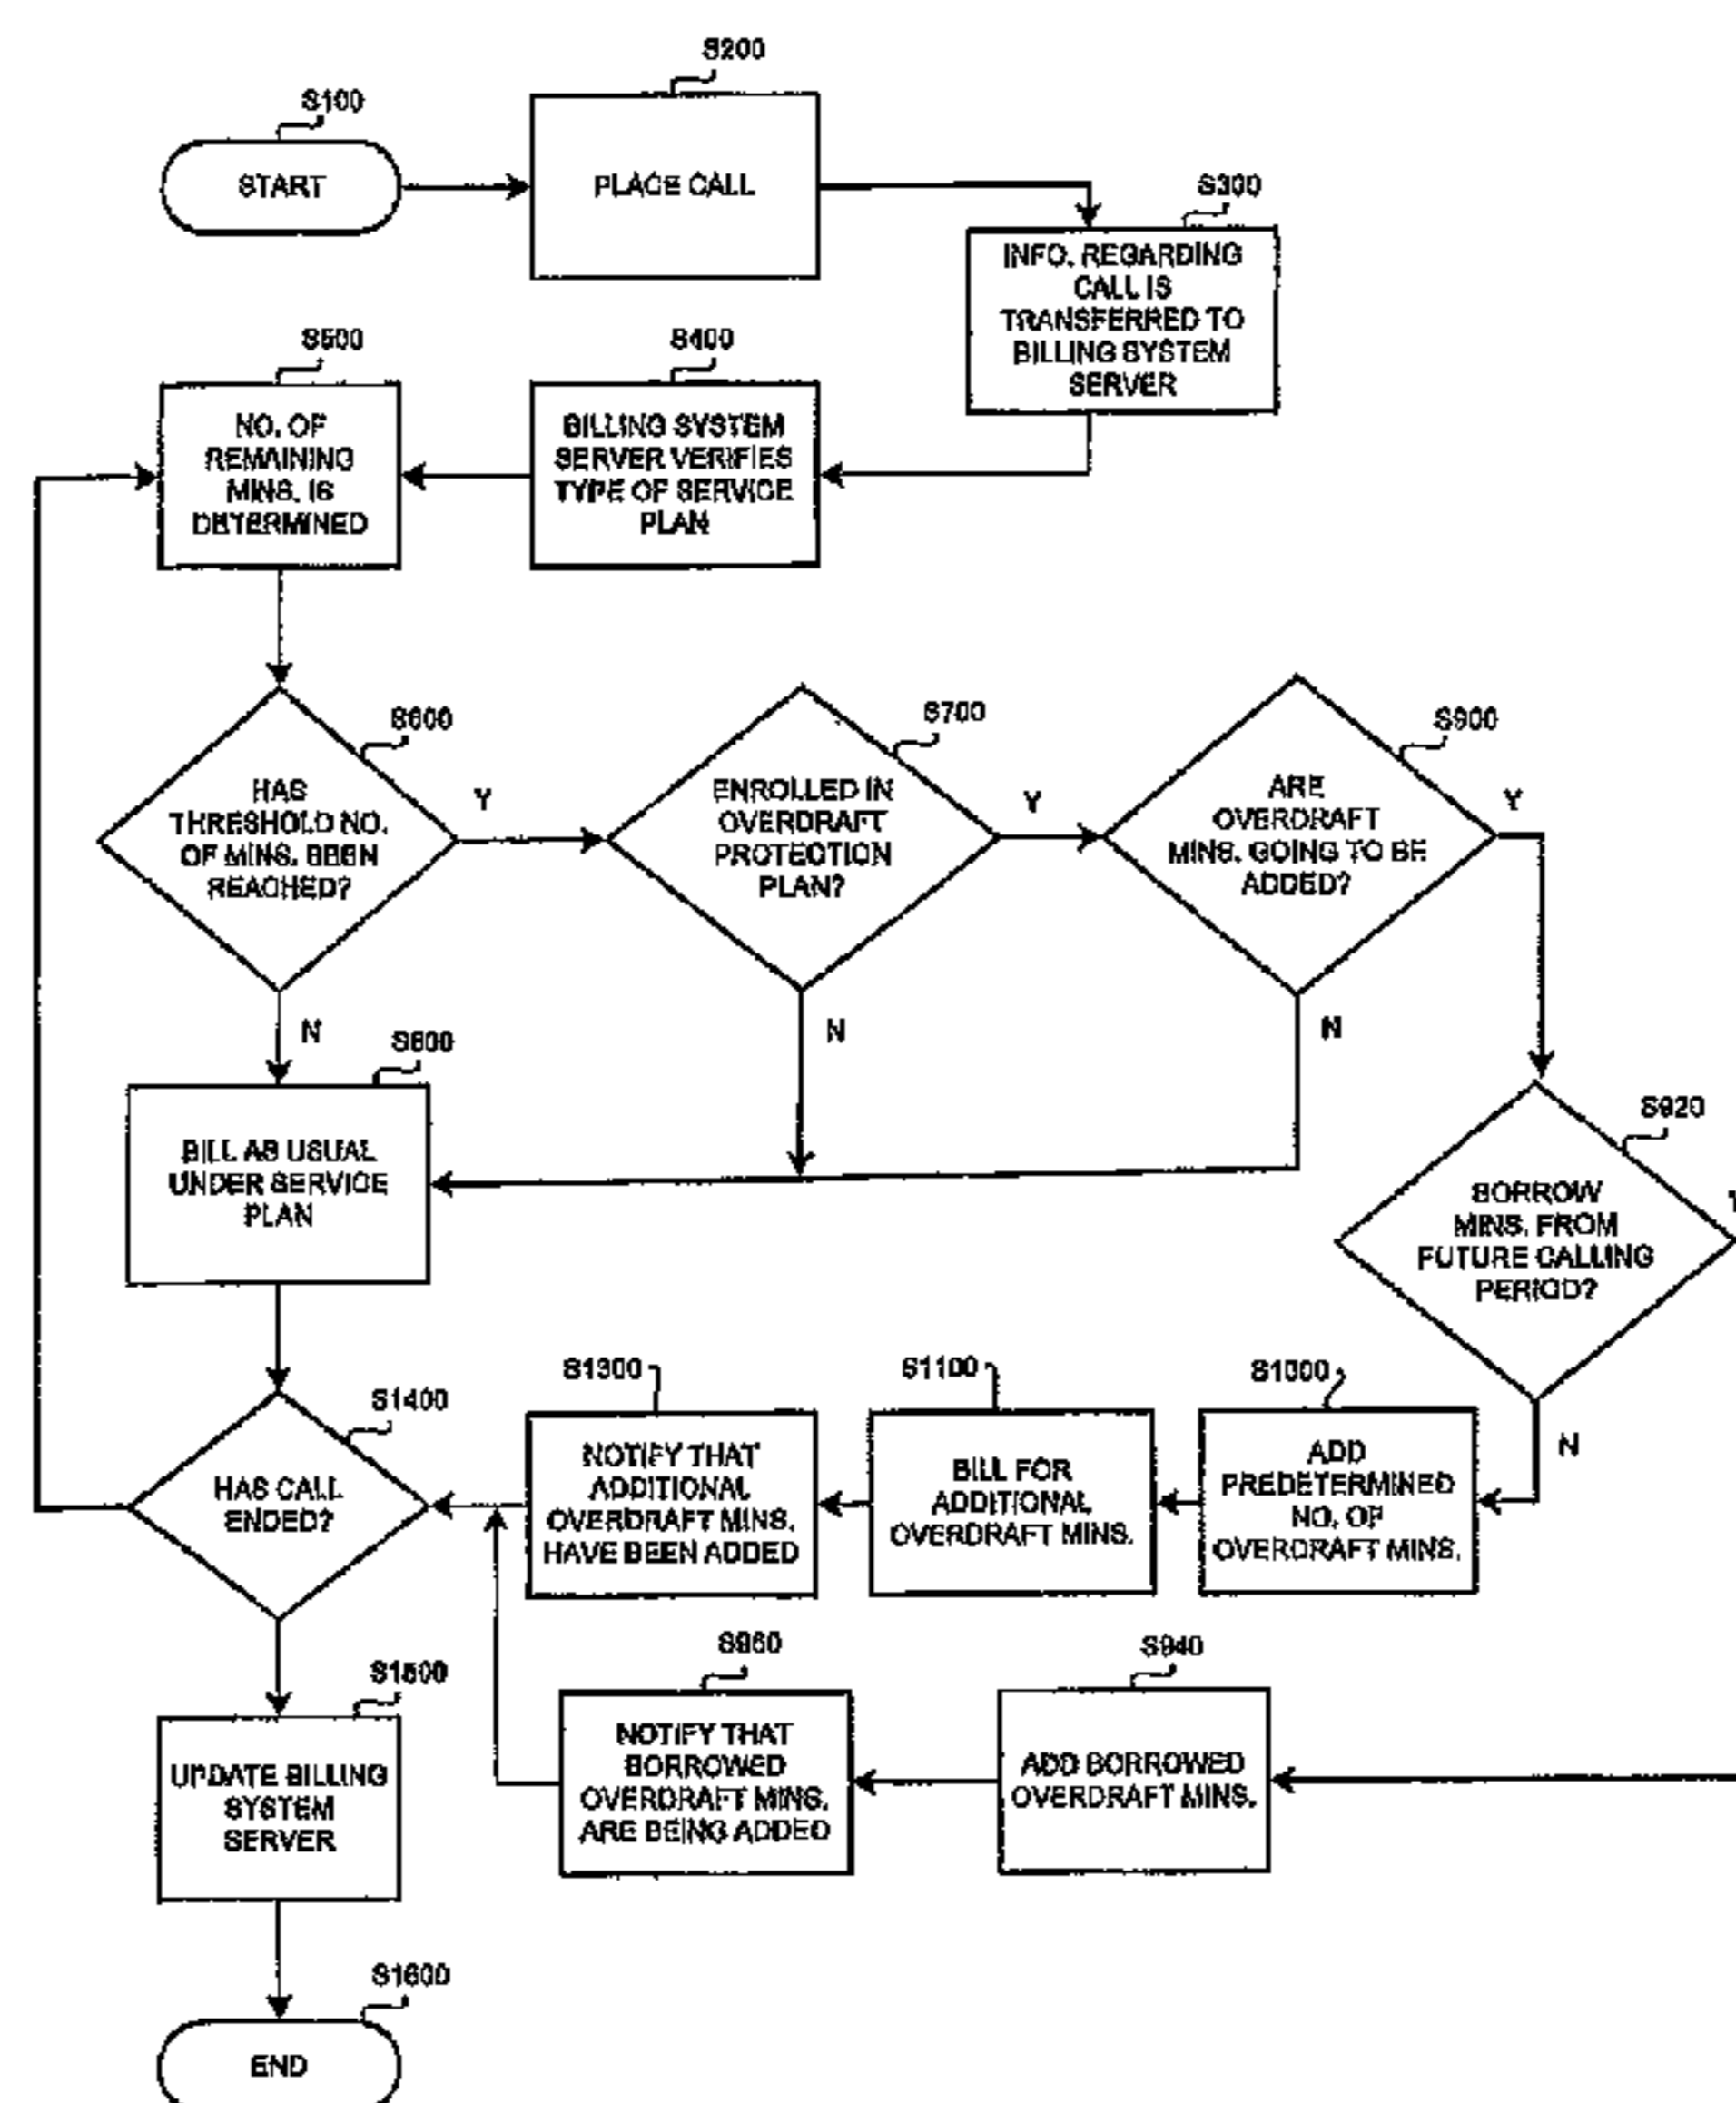 S200
S100
START
PLACE CALL
S300
INFO. REGARDING
CALL IS
TRANSFERRED TO
BILLING SYSTEM
SERVER
S500
S400
NO. OF
REMAINING
MINS. IS
DETERMINED
BILLING SYSTEM
SERVER VERIFIES
TYPE OF SERVICE
PLAN
S600
S700
S900
HAS
THRESHOLD NO.
OF MINS. BEEN
REACHED?
Y
ENROLLED IN
OVERDRAFT
PROTECTION
PLAN?
Y
ARE
OVERDRAFT
MINS. GOING TO BE
ADDED?
Y
N
N
N
S800
BILL AS USUAL
UNDER SERVICE
PLAN
S920
BORROW
MINS. FROM
FUTURE CALLING
PERIOD?
S1400
S1300
S1100
S1000
N
HAS CALL
ENDED?
NOTIFY THAT
ADDITIONAL
OVERDRAFT MINS.
HAVE BEEN ADDED
BILL FOR
ADDITIONAL
OVERDRAFT MINS.
ADD
PREDETERMINED
NO. OF
OVERDRAFT MINS.
S1500
S960
S940
UPDATE BILLING
SYSTEM
SERVER
NOTIFY THAT
BORROWED
OVERDRAFT MINS.
ARE BEING ADDED
ADD BORROWED
OVERDRAFT MINS.
S1600
END